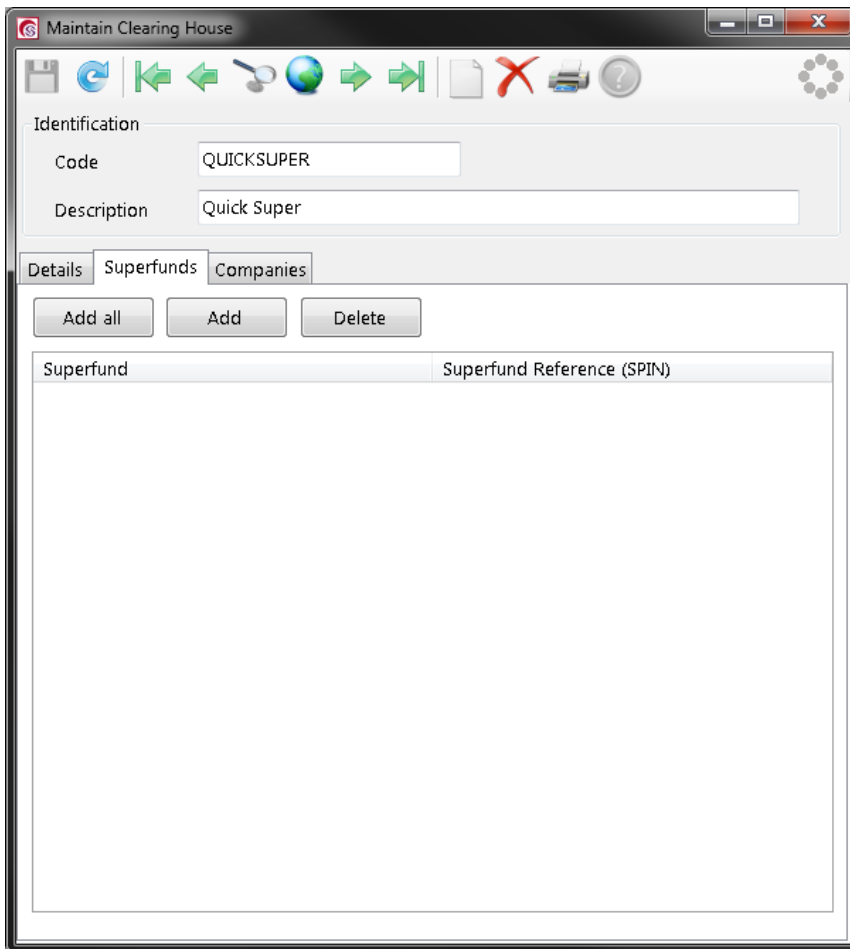 Maintain Clearing House
Identification
Code QUICKSUPER
Description Quick Super
Details Superfunds Companies
Add all Add Delete
Superfund Superfund Reference (SPIN)